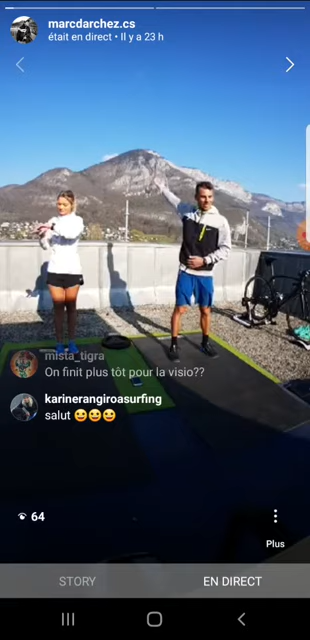 marcdarchez.cs
était en direct • Il y a 23 h
mista_tigra
On finit plus tôt pour la visio??
karinerangiroasurfing
salut 😀😀😀
64
Plus
STORY
EN DIRECT